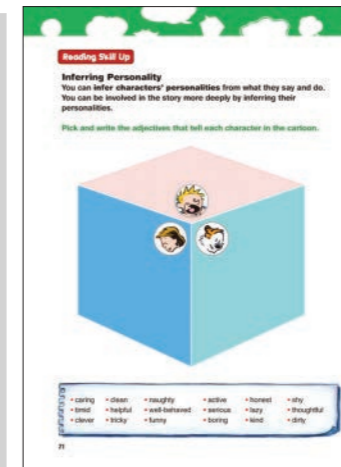 Reading Skill Up
Inferring Personality
You can infer characters' personalities from what they say and do.
You can be involved in the story more deeply by inferring their
personalities.
Pick and write the adjectives that tell each character in the cartoon.
• caring • clean • naughty • active • honest • shy
• timid • helpful • well-behaved • serious • lazy • thoughtful
• clever • tricky • funny • boring • kind • dirty